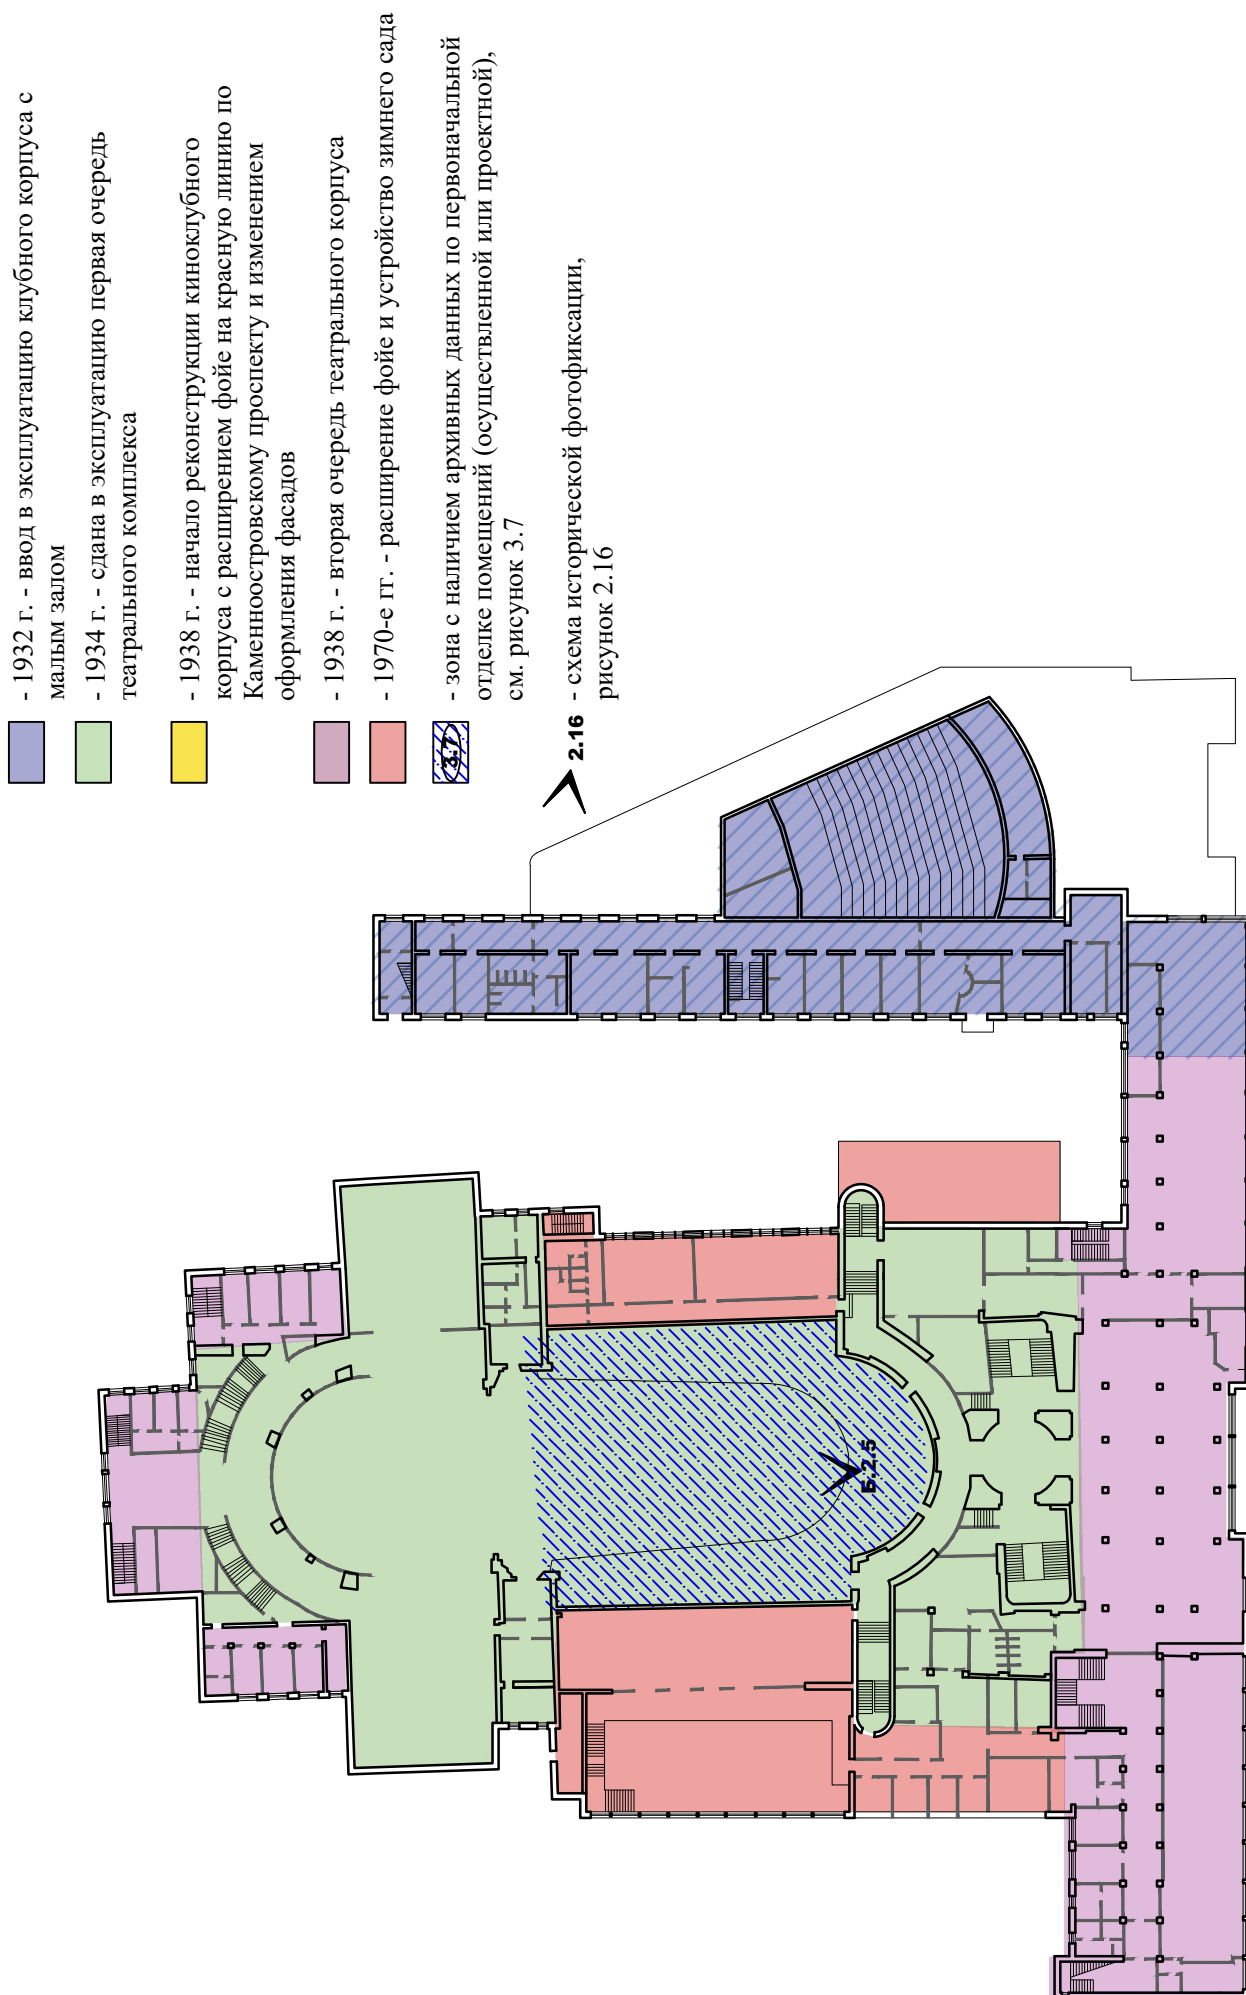 - 1932 г. - ввод в эксплуатацию клубного корпуса с
малым залом
- 1934 г. - сдана в эксплуатацию первая очередь
театрального комплекса
- 1938 г. - начало реконструкции киноклубного
корпуса с расширением фойе на красную линию по
Каменноостровскому проспекту и изменением
оформления фасадов
- 1938 г. - вторая очередь театрального корпуса
- 1970-е гг. - расширение фойе и устройство зимнего сада
3.7
- зона с наличием архивных данных по первоначальной
отделке помещений (осуществленной или проектной),
см. рисунок 3.7
2.16
- схема исторической фотофиксации,
рисунок 2.16
Б.2.5